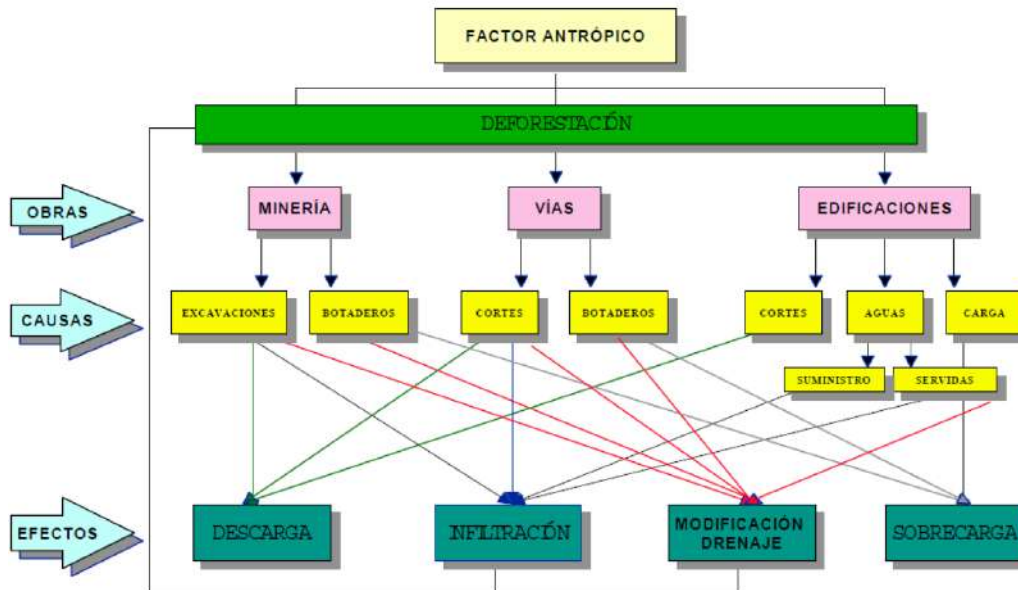 FACTOR ANTRÓPICO
DEFORESTACIÓN
OBRAS
MINERÍA
VÍAS
EDIFICACIONES
CAUSAS
EXCAVACIONES
BOTADEROS
CORTES
BOTADEROS
CORTES
AGUAS
CARGA
SUMINISTRO
SERVIDAS
EFECTOS
DESCARGA
INFILTRACIÓN
MODIFICACIÓN
DRENAJE
SOBRECARGA